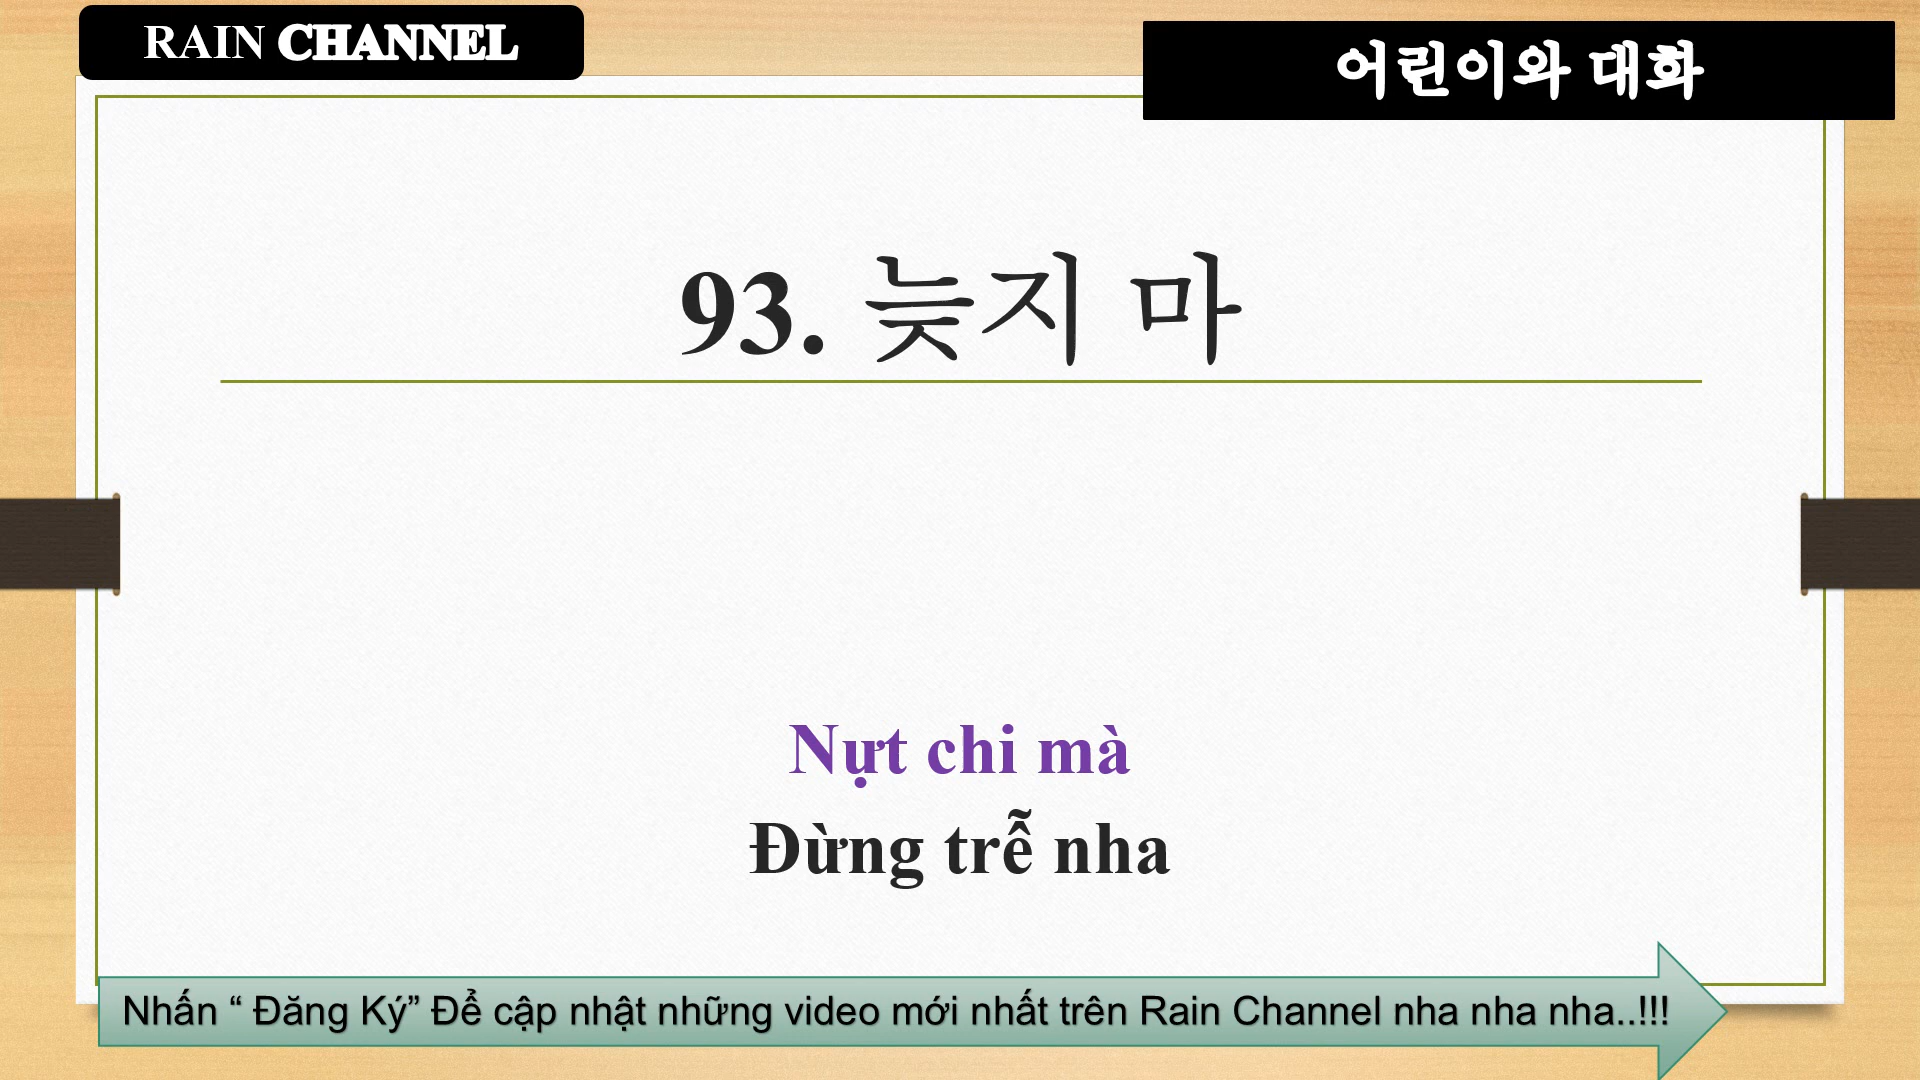 RAIN CHANNEL
어린이와 대화
93. 늦지 마
Nựt chi mà
Đừng trễ nha
Nhấn “ Đăng Ký” Để cập nhật những video mới nhất trên Rain Channel nha nha nha..!!!